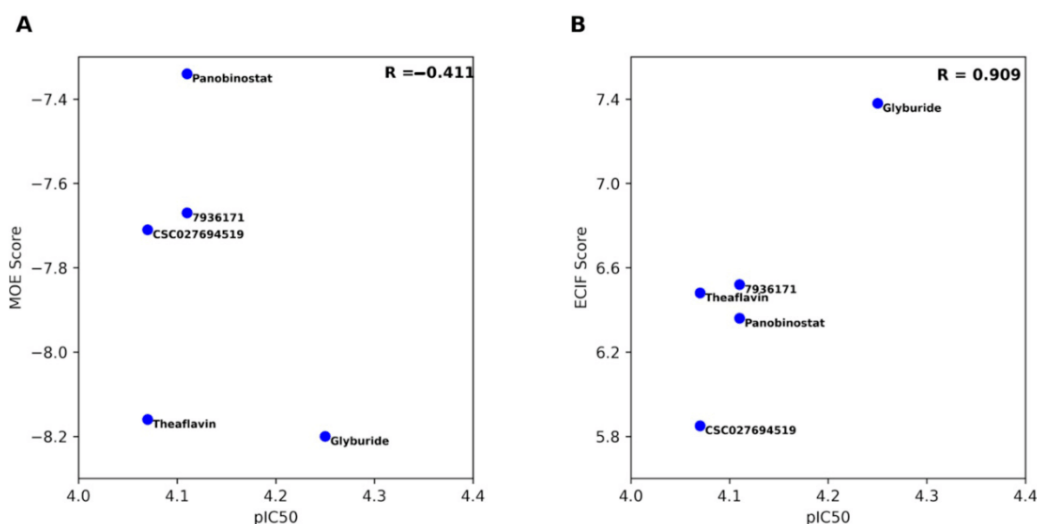 A
R =−0.411
Panobinostat
7936171
CSC027694519
Theaflavin
Glyburide
−7.4
−7.6
−7.8
−8.0
−8.2
MOE Score
4.0 4.1 4.2 4.3 4.4
pIC50
B
R = 0.909
Glyburide
7936171
Theaflavin
Panobinostat
CSC027694519
7.4
7.0
6.6
6.2
5.8
ECIF Score
4.0 4.1 4.2 4.3 4.4
pIC50